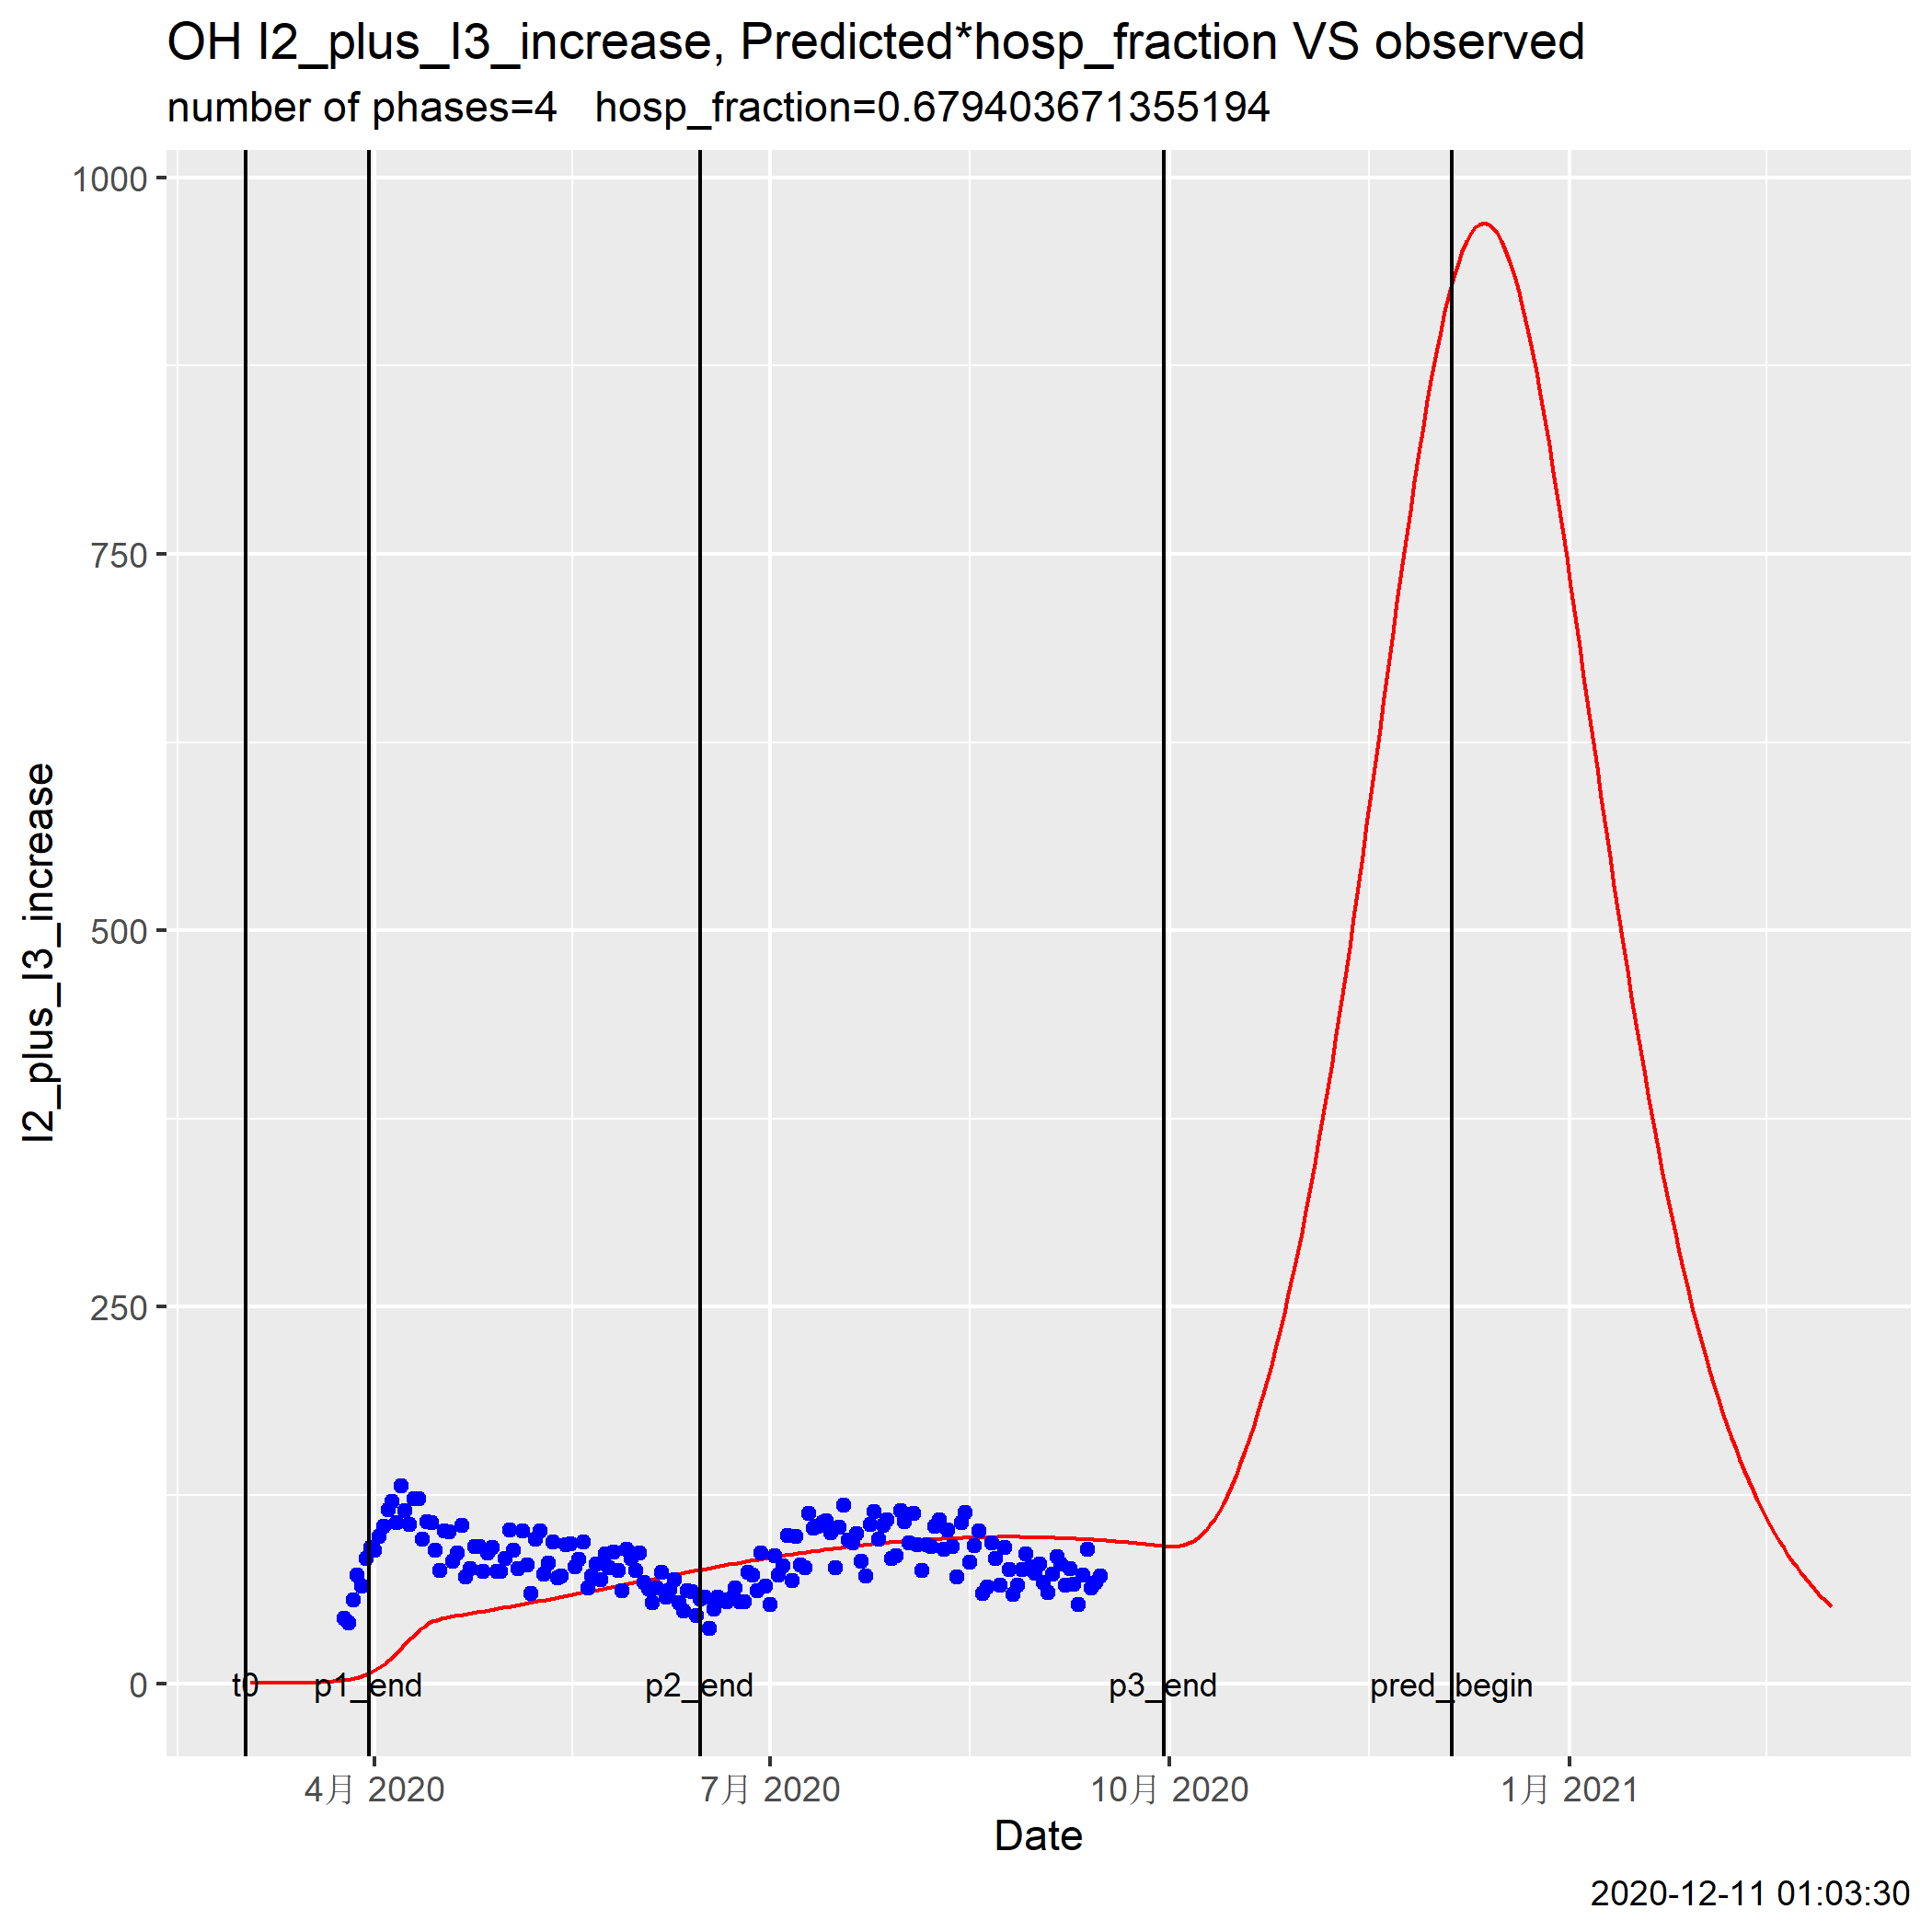 OH I2_plus_I3_increase, Predicted*hosp_fraction VS observed
number of phases=4   hosp_fraction=0.679403671355194
I2_plus_I3_increase
1000
750
500
250
0
t0
p1_end
p2_end
p3_end
pred_begin
4月 2020
7月 2020
10月 2020
1月 2021
Date
2020-12-11 01:03:30